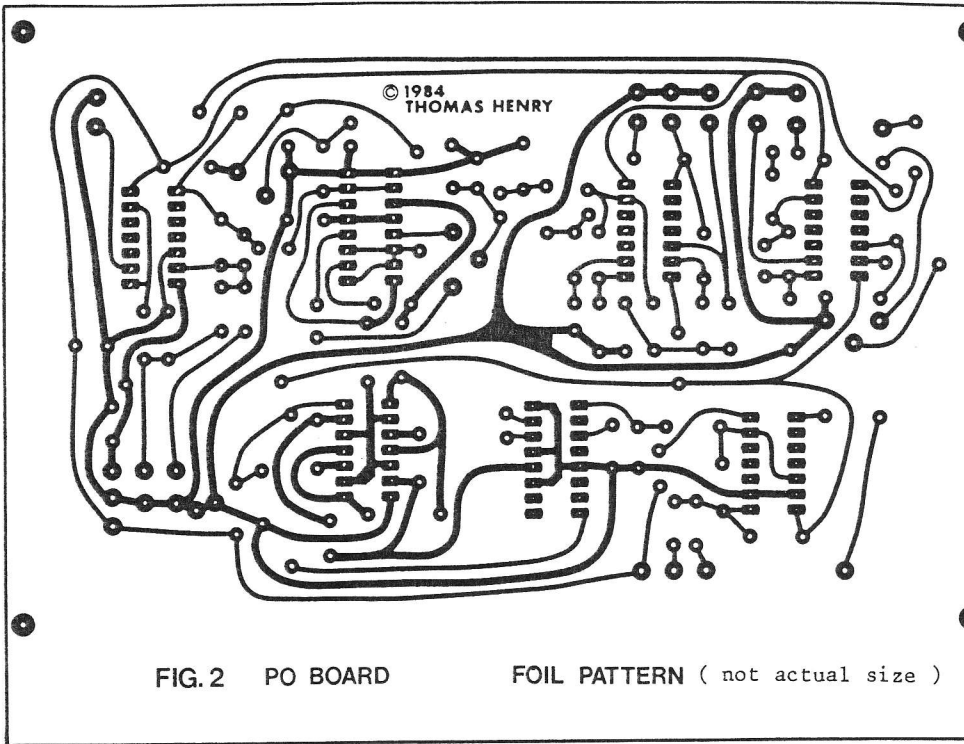 © 1984
THOMAS HENRY
FIG. 2 PO BOARD FOIL PATTERN ( not actual size )